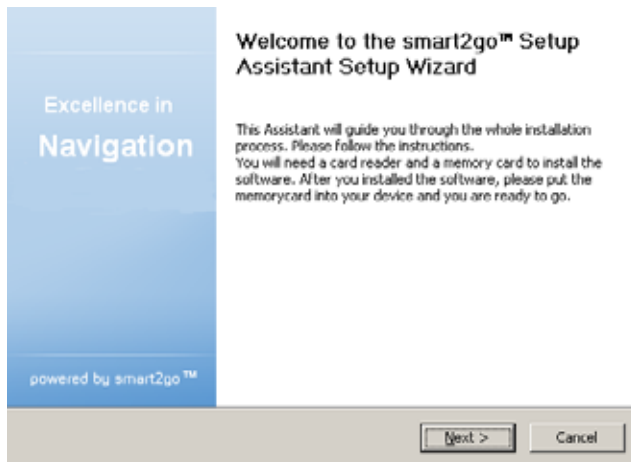 Welcome to the smart2go™ Setup
Assistant Setup Wizard
Excellence in
Navigation
This Assistant will guide you through the whole installation
process. Please follow the instructions.
You will need a card reader and a memory card to install the
software. After you installed the software, please put the
memorycard into your device and you are ready to go.
powered by smart2go™
Next >
Cancel